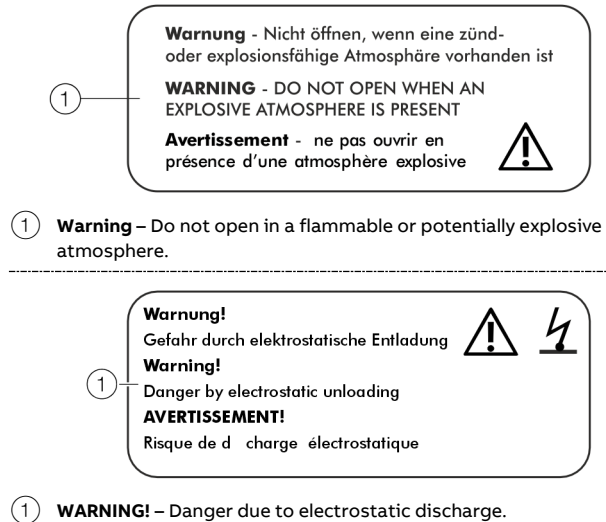 Warnung - Nicht öffnen, wenn eine zünd-
oder explosionsfähige Atmosphäre vorhanden ist
WARNING - DO NOT OPEN WHEN AN
EXPLOSIVE ATMOSPHERE IS PRESENT
Avertissement - ne pas ouvrir en
présence d'une atmosphère explosive
1
1 Warning – Do not open in a flammable or potentially explosive
atmosphere.
Warnung!
Gefahr durch elektrostatische Entladung
Warning!
1
Danger by electrostatic unloading
AVERTISSEMENT!
Risque de d charge électrostatique
1 WARNING! – Danger due to electrostatic discharge.